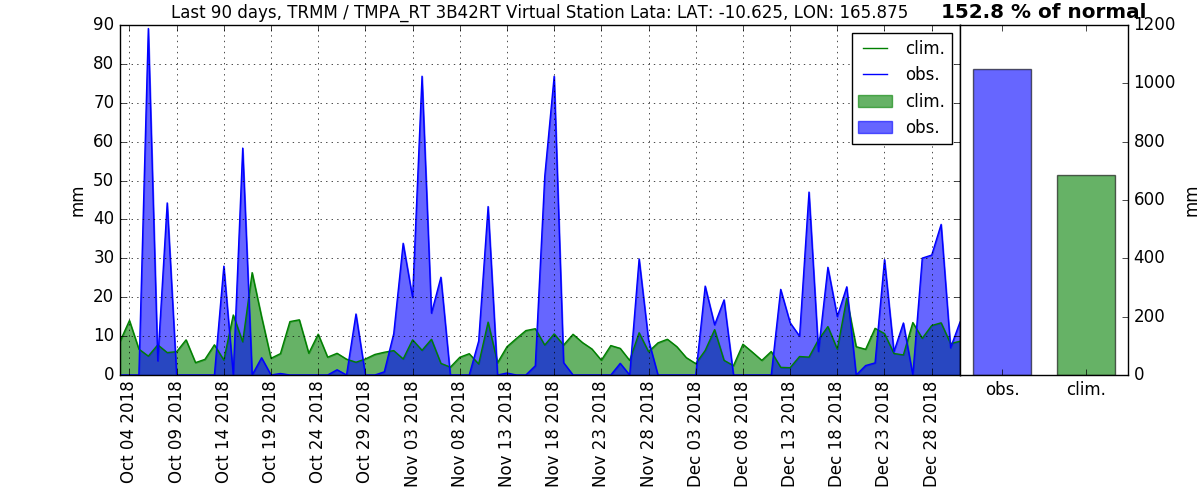 Last 90 days, TRMM / TMPA_RT 3B42RT Virtual Station Lata: LAT: -10.625, LON: 165.875
152.8 % of normal
90
80
70
60
50
40
30
20
10
0
mm
clim.
obs.
clim.
obs.
Oct 04 2018
Oct 09 2018
Oct 14 2018
Oct 19 2018
Oct 24 2018
Oct 29 2018
Nov 03 2018
Nov 08 2018
Nov 13 2018
Nov 18 2018
Nov 23 2018
Nov 28 2018
Dec 03 2018
Dec 08 2018
Dec 13 2018
Dec 18 2018
Dec 23 2018
Dec 28 2018
1200
1000
800
600
400
200
0
mm
obs.
clim.